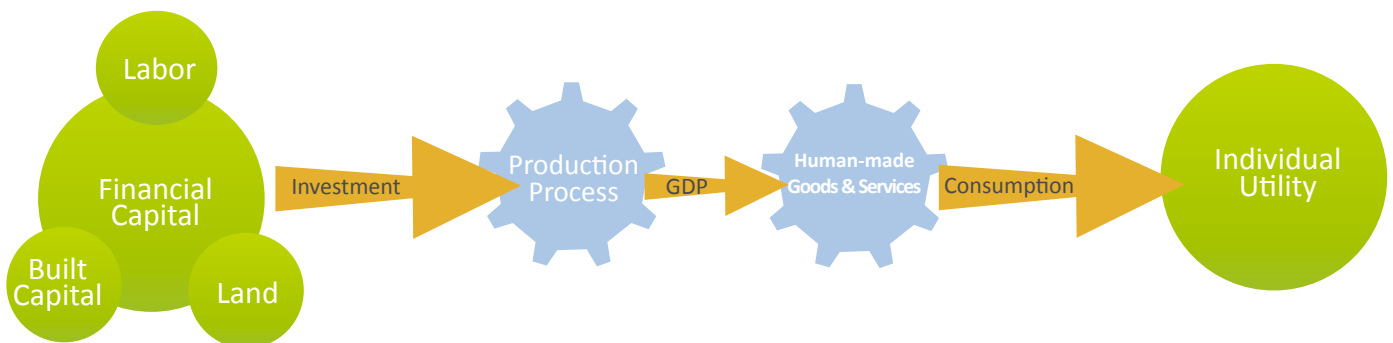 Labor
Financial
Capital
Built
Capital
Land
Investment
Production
Process
GDP
Human-made
Goods & Services
Consumption
Individual
Utility